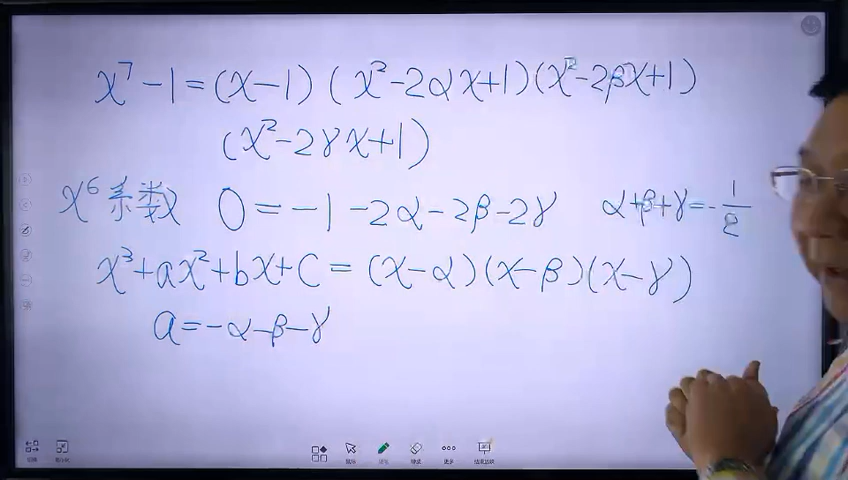 x⁷-1=(x-1)(x²-2αx+1)(x²-2βx+1)
(x²-2γx+1)
x⁶系数 0=-1-2α-2β-2γ α+β+γ=-1/2
x³+ax²+bx+C=(x-α)(x-β)(x-γ)
a=-α-β-γ